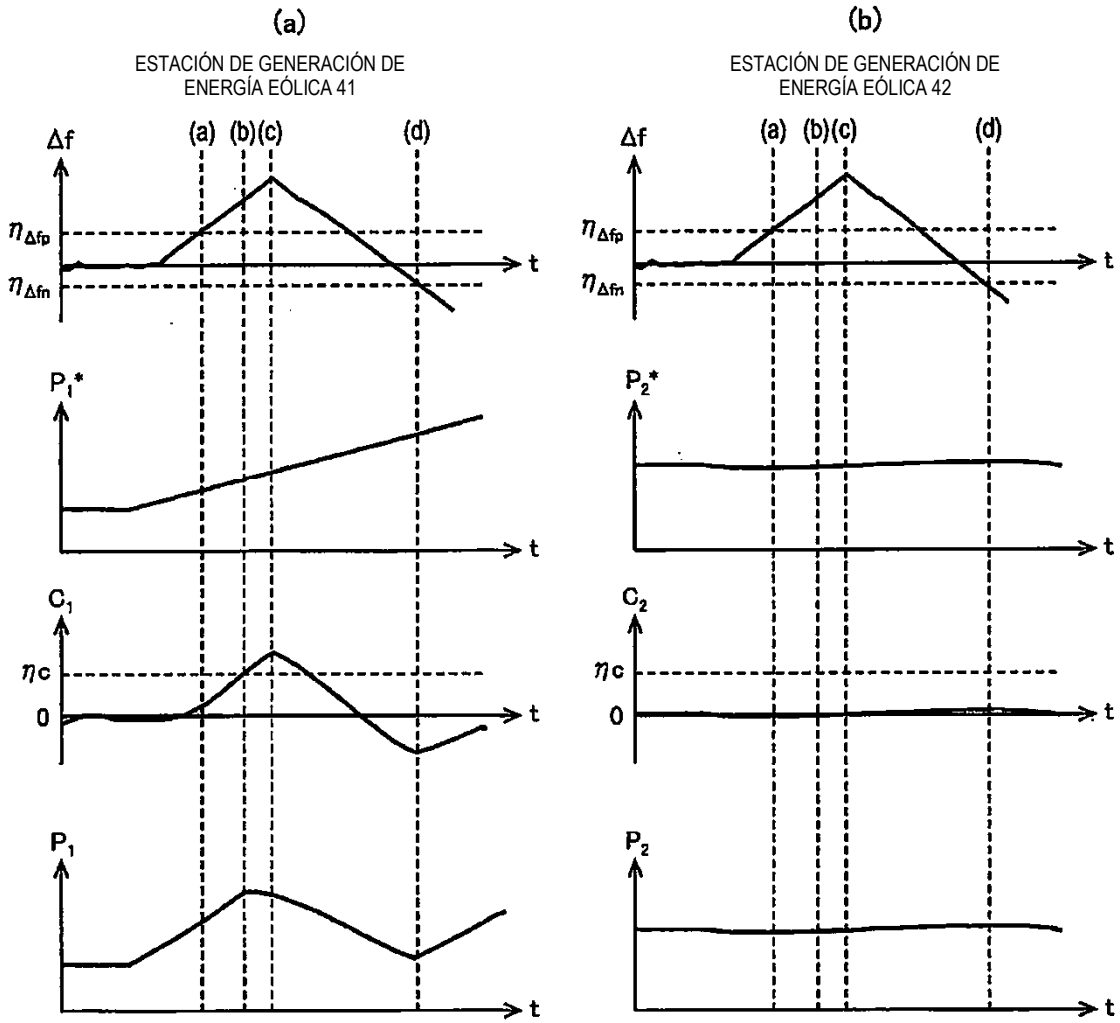 (a)
ESTACIÓN DE GENERACIÓN DE
ENERGÍA EÓLICA 41
(a) (b) (c) (d)
Δf
ηΔfp
t
ηΔfn
P₁*
t
C₁
ηc
0
t
P₁
t
(b)
ESTACIÓN DE GENERACIÓN DE
ENERGÍA EÓLICA 42
(a) (b) (c) (d)
Δf
ηΔfp
t
ηΔfn
P₂*
t
C₂
ηc
0
t
P₂
t